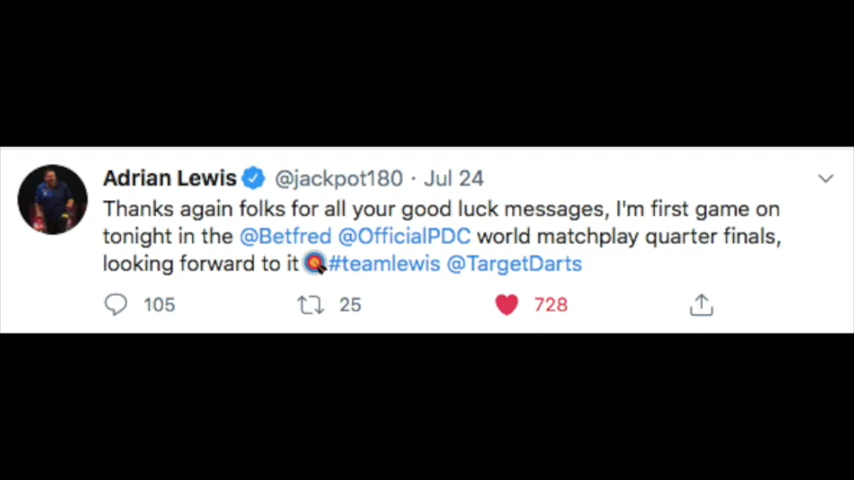 Adrian Lewis @jackpot180 · Jul 24
Thanks again folks for all your good luck messages, I'm first game on
tonight in the @Betfred @OfficialPDC world matchplay quarter finals,
looking forward to it🎯#teamlewis @TargetDarts
105 25 728